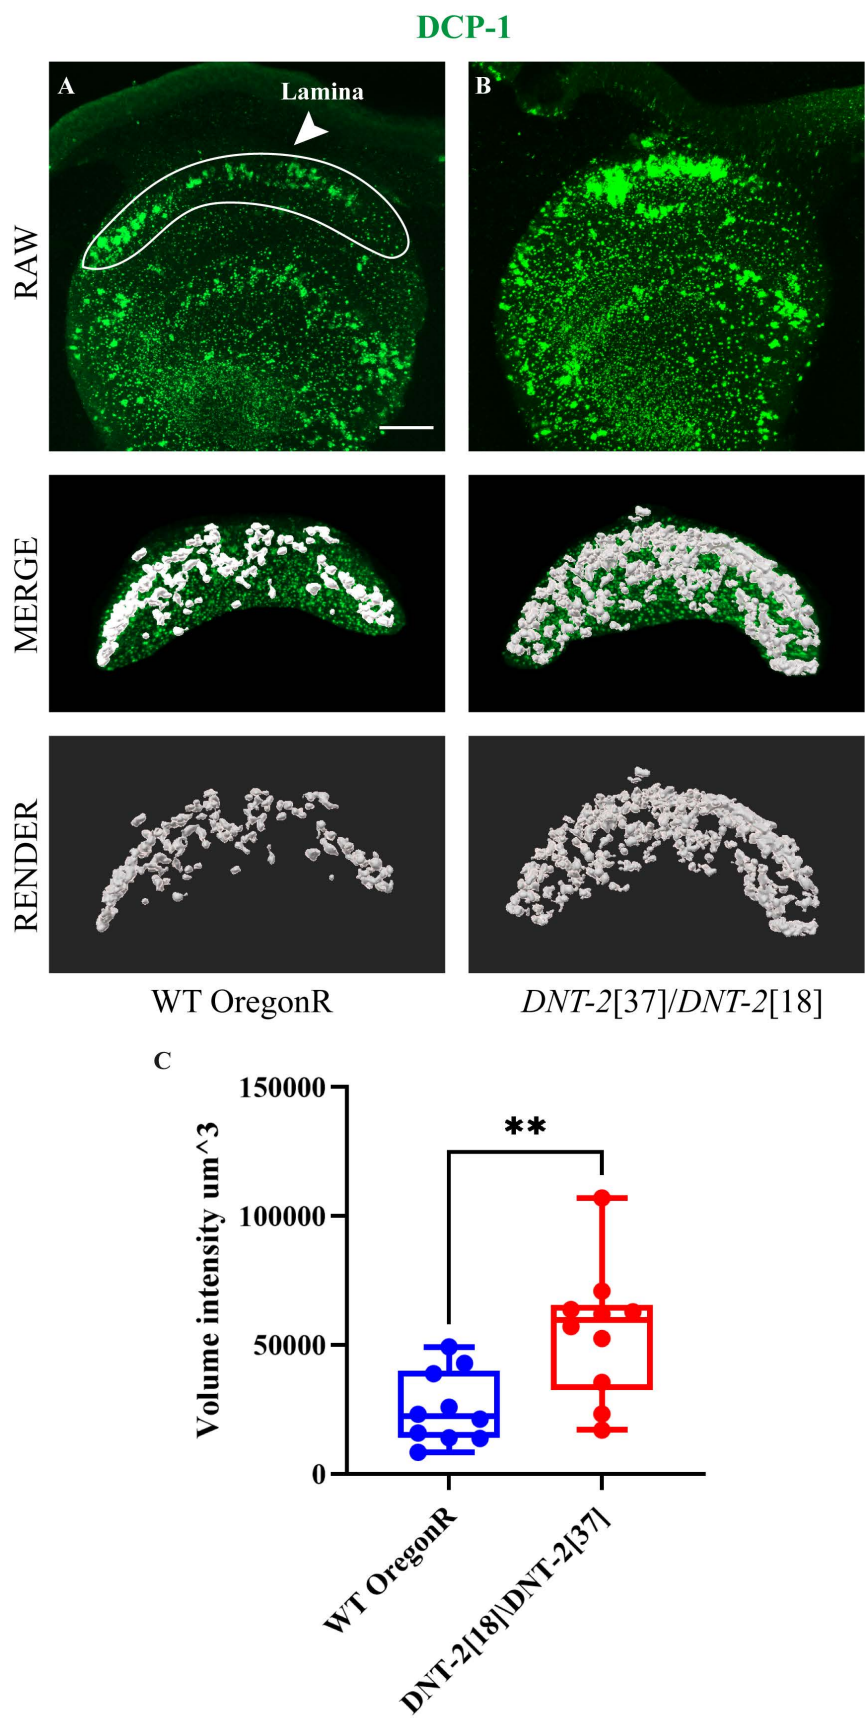 DCP-1
A
Lamina
B
RAW
MERGE
RENDER
WT OregonR
DNT-2[37]/DNT-2[18]
C
150000
100000
50000
0
Volume intensity um^3
**
WT OregonR
DNT-2[18]\DNT-2[37]